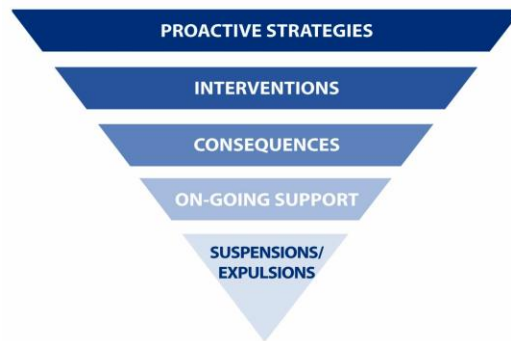 PROACTIVE STRATEGIES
INTERVENTIONS
CONSEQUENCES
ON-GOING SUPPORT
SUSPENSIONS/
EXPULSIONS